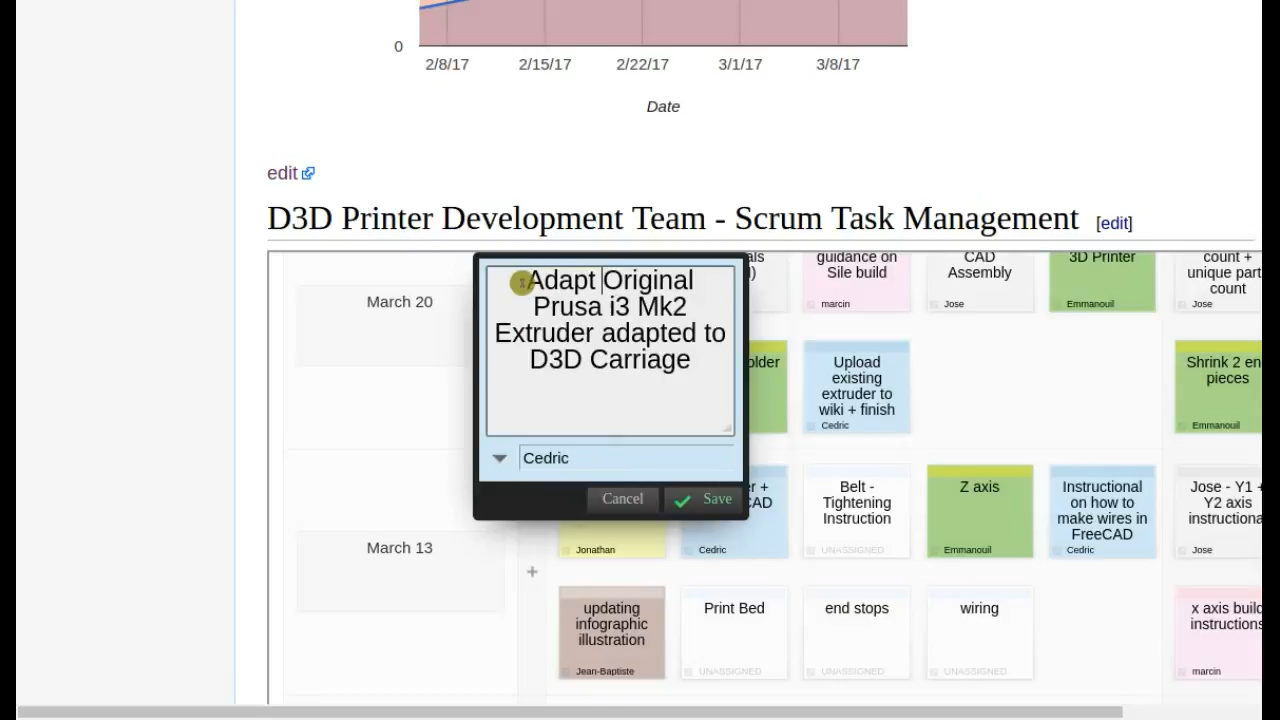 0
2/8/17
2/15/17
2/22/17
3/1/17
3/8/17
Date
edit
D3D Printer Development Team - Scrum Task Management [edit]
March 20
guidance on
Sile build
marcin
CAD
Assembly
Jose
3D Printer
Emmanouil
count +
unique part
count
Jose
Adapt Original
Prusa i3 Mk2
Extruder adapted to
D3D Carriage
Cedric
Cancel
Save
Upload
existing
extruder to
wiki + finish
Cedric
Shrink 2 en
pieces
Emmanouil
March 13
Jonathan
Cedric
Belt -
Tightening
Instruction
UNASSIGNED
Z axis
Emmanouil
Instructional
on how to
make wires in
FreeCAD
Cedric
Jose - Y1 +
Y2 axis
instructiona
Jose
+
updating
infographic
illustration
Jean-Baptiste
Print Bed
UNASSIGNED
end stops
UNASSIGNED
wiring
UNASSIGNED
x axis build
instructions
marcin